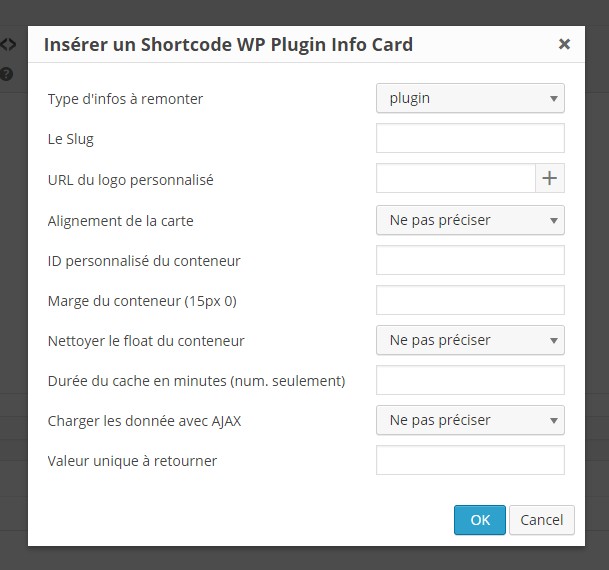 Insérer un Shortcode WP Plugin Info Card
Type d'infos à remonter
plugin
Le Slug
URL du logo personnalisé
Alignement de la carte
Ne pas préciser
ID personnalisé du conteneur
Marge du conteneur (15px 0)
Nettoyer le float du conteneur
Ne pas préciser
Durée du cache en minutes (num. seulement)
Charger les donnée avec AJAX
Ne pas préciser
Valeur unique à retourner
OK
Cancel